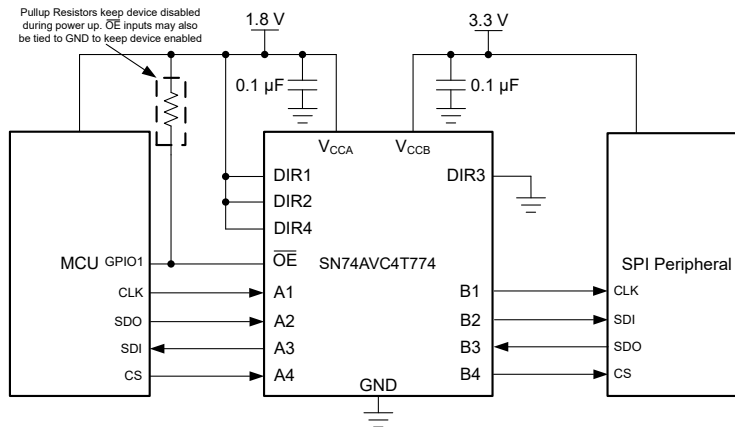 Pullup Resistors keep device disabled
during power up. O̅E̅ inputs may also
be tied to GND to keep device enabled
1.8 V
3.3 V
0.1 µF
0.1 µF
VCCA
VCCB
DIR1
DIR2
DIR4
DIR3
MCU
GPIO1
O̅E̅
SN74AVC4T774
SPI Peripheral
CLK
A1
B1
CLK
SDO
A2
B2
SDI
SDI
A3
B3
SDO
CS
A4
B4
CS
GND